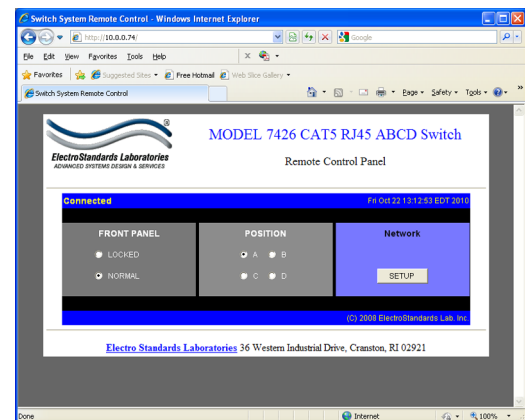 Switch System Remote Control - Windows Internet Explorer
http://10.0.0.74/
Google
File Edit View Favorites Tools Help
Favorites Suggested Sites Free Hotmail Web Slice Gallery
Switch System Remote Control
Page Safety Tools
ElectroStandards Laboratories
ADVANCED SYSTEMS DESIGN & SERVICES
MODEL 7426 CAT5 RJ45 ABCD Switch
Remote Control Panel
Connected Fri Oct 22 13:12:53 EDT 2010
FRONT PANEL POSITION Network
LOCKED A B
NORMAL C D SETUP
(C) 2008 ElectroStandards Lab. Inc.
Electro Standards Laboratories 36 Western Industrial Drive, Cranston, RI 02921
Done Internet 100%